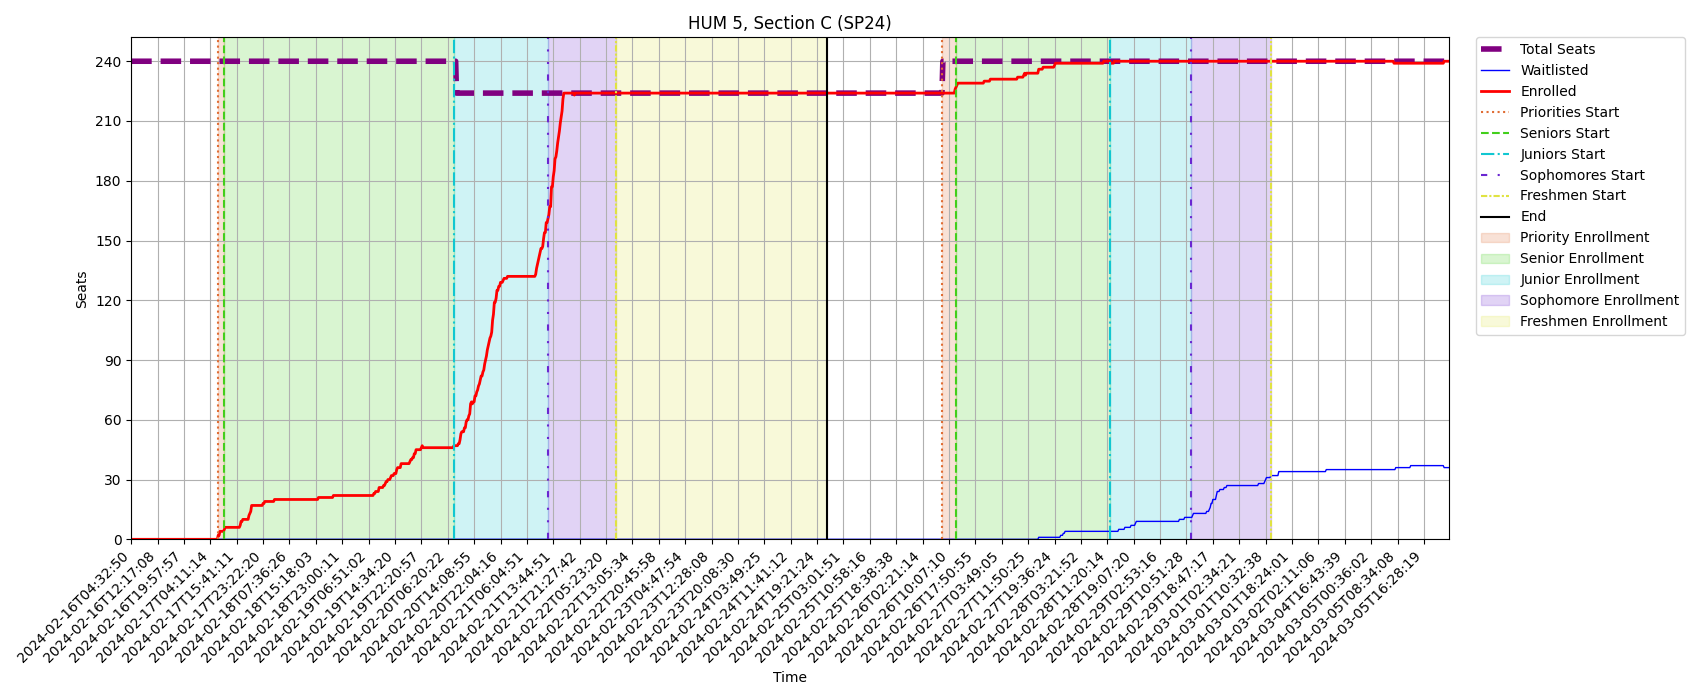 HUM 5, Section C (SP24)
Seats
240
210
180
150
120
90
60
30
0
2024-02-16T04:32:50
2024-02-16T12:17:08
2024-02-16T19:57:57
2024-02-17T04:11:14
2024-02-17T15:41:11
2024-02-17T23:22:20
2024-02-18T07:36:26
2024-02-18T15:18:03
2024-02-18T23:00:11
2024-02-19T06:51:02
2024-02-19T14:34:20
2024-02-19T22:20:57
2024-02-20T06:20:22
2024-02-20T14:08:55
2024-02-20T22:04:16
2024-02-21T06:04:51
2024-02-21T13:44:51
2024-02-21T21:27:42
2024-02-22T05:23:20
2024-02-22T13:05:34
2024-02-22T20:45:58
2024-02-23T04:47:54
2024-02-23T12:28:08
2024-02-23T20:08:30
2024-02-24T03:49:25
2024-02-24T11:41:12
2024-02-24T19:21:24
2024-02-25T03:01:51
2024-02-25T10:58:16
2024-02-25T18:38:38
2024-02-26T02:21:14
2024-02-26T10:07:10
2024-02-26T17:50:55
2024-02-27T03:49:05
2024-02-27T11:50:25
2024-02-27T19:36:24
2024-02-28T03:21:52
2024-02-28T11:20:14
2024-02-28T19:07:20
2024-02-29T02:53:16
2024-02-29T10:51:28
2024-02-29T18:47:17
2024-03-01T02:34:21
2024-03-01T10:32:38
2024-03-01T18:24:01
2024-03-02T02:11:06
2024-03-04T16:43:39
2024-03-05T00:36:02
2024-03-05T08:34:08
2024-03-05T16:28:19
Time
Total Seats
Waitlisted
Enrolled
Priorities Start
Seniors Start
Juniors Start
Sophomores Start
Freshmen Start
End
Priority Enrollment
Senior Enrollment
Junior Enrollment
Sophomore Enrollment
Freshmen Enrollment